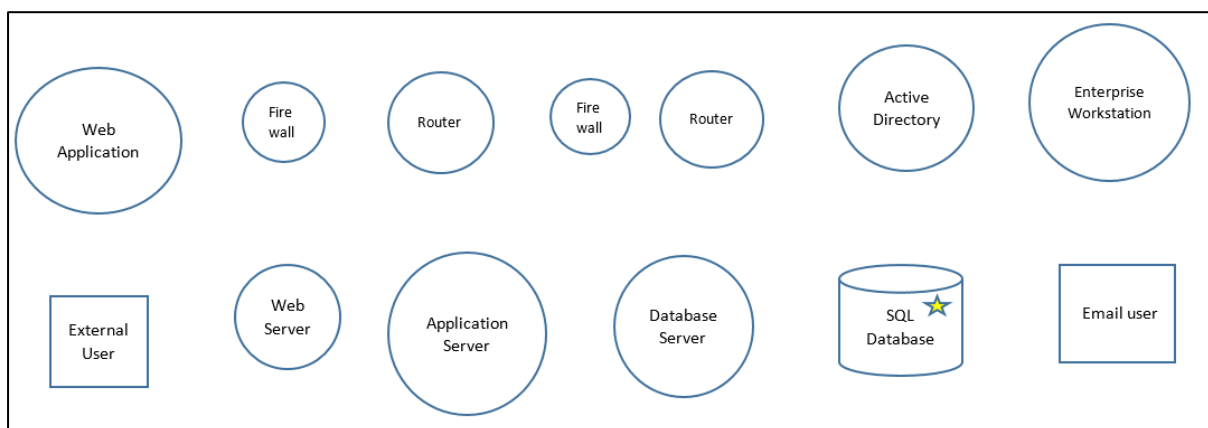 Web
Application
Fire
wall
Router
Fire
wall
Router
Active
Directory
Enterprise
Workstation
External
User
Web
Server
Application
Server
Database
Server
SQL
Database
Email user